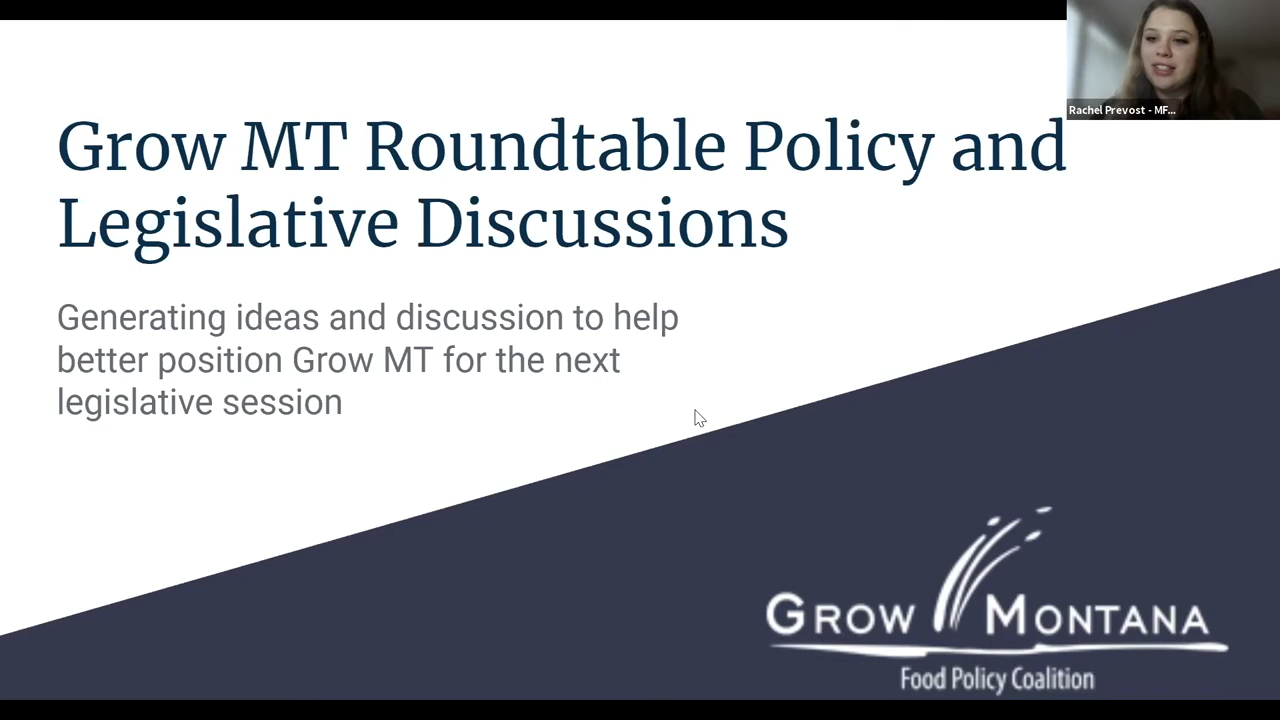 Grow MT Roundtable Policy and
Legislative Discussions
Generating ideas and discussion to help
better position Grow MT for the next
legislative session
Rachel Prevost - MF...
GROW MONTANA
Food Policy Coalition